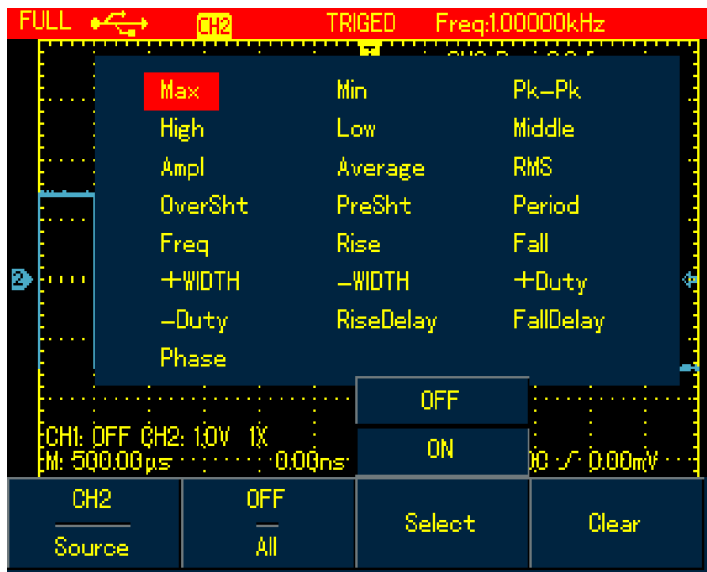 FULL CH2 TRIGED Freq:1.00000kHz
Max Min Pk-Pk
High Low Middle
Ampl Average RMS
OverSht PreSht Period
Freq Rise Fall
2 +WIDTH -WIDTH +Duty
-Duty RiseDelay FallDelay
Phase
OFF
CH1: OFF CH2: 1.0V 1X ON
M: 500.00μs 0.00ns DC 0.00mV
CH2 OFF Select Clear
Source All